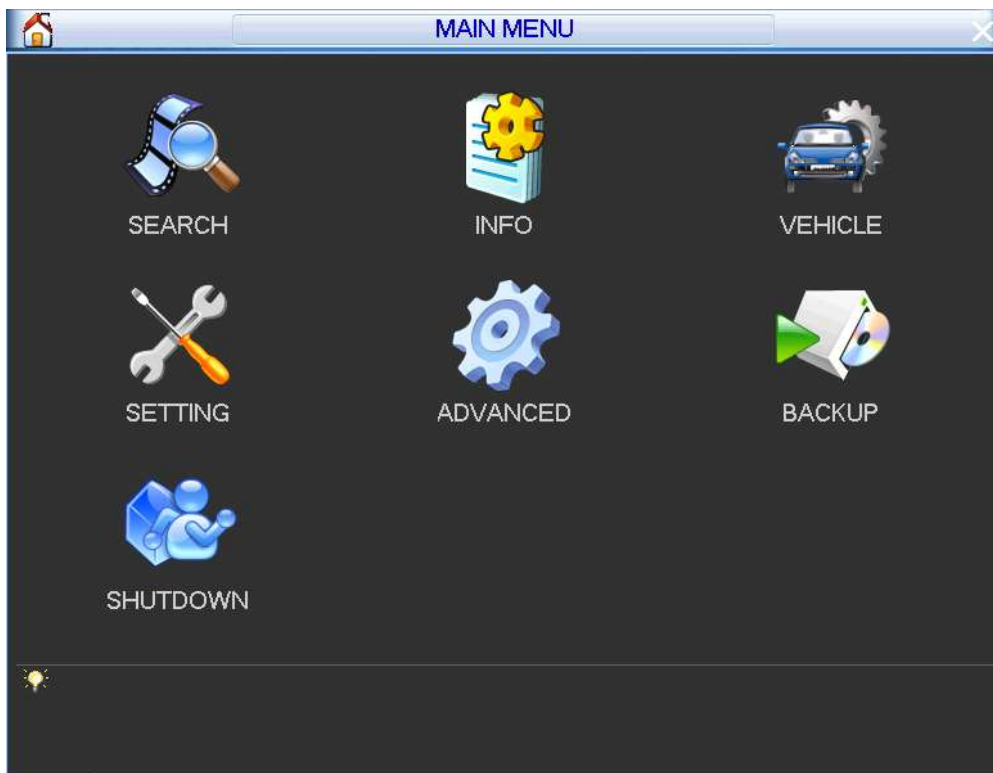 MAIN MENU
SEARCH
INFO
VEHICLE
SETTING
ADVANCED
BACKUP
SHUTDOWN